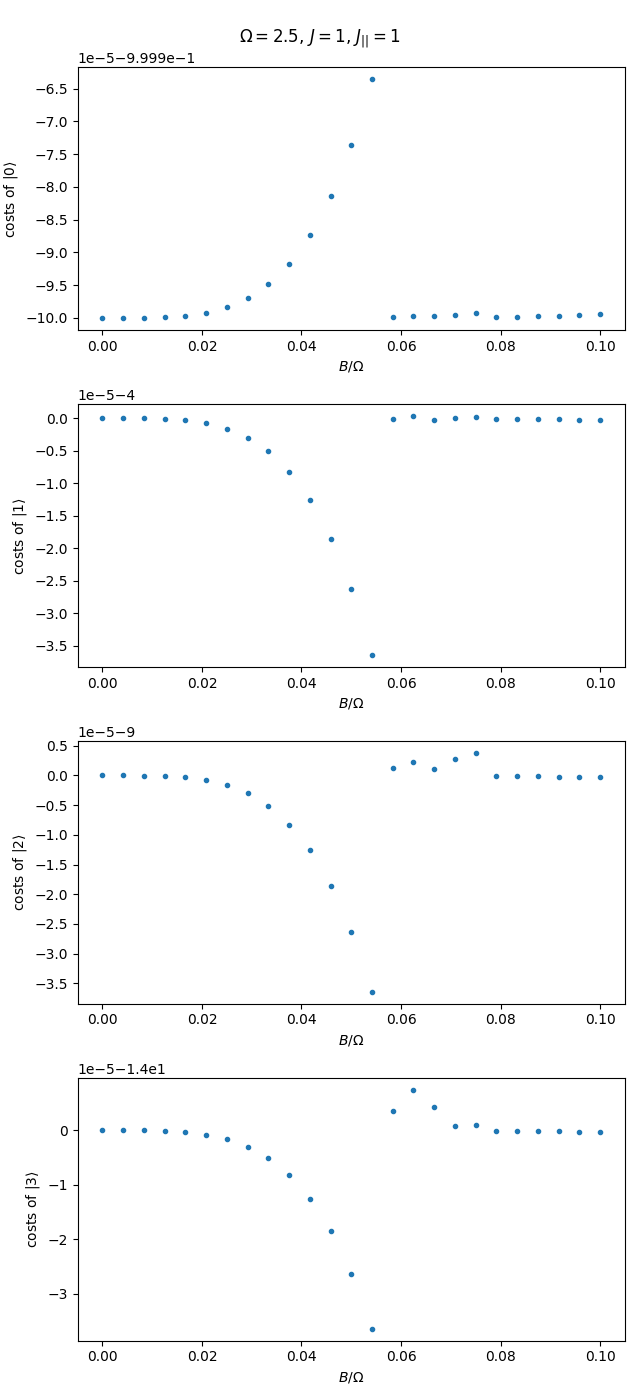 Ω = 2.5, J = 1, J|| = 1
1e−5−9.999e−1
−6.5
−7.0
−7.5
−8.0
−8.5
−9.0
−9.5
−10.0
costs of |0⟩
0.00 0.02 0.04 0.06 0.08 0.10
B/Ω
1e−5−4
0.0
−0.5
−1.0
−1.5
−2.0
−2.5
−3.0
−3.5
costs of |1⟩
0.00 0.02 0.04 0.06 0.08 0.10
B/Ω
1e−5−9
0.5
0.0
−0.5
−1.0
−1.5
−2.0
−2.5
−3.0
−3.5
costs of |2⟩
0.00 0.02 0.04 0.06 0.08 0.10
B/Ω
1e−5−1.4e1
0
−1
−2
−3
costs of |3⟩
0.00 0.02 0.04 0.06 0.08 0.10
B/Ω